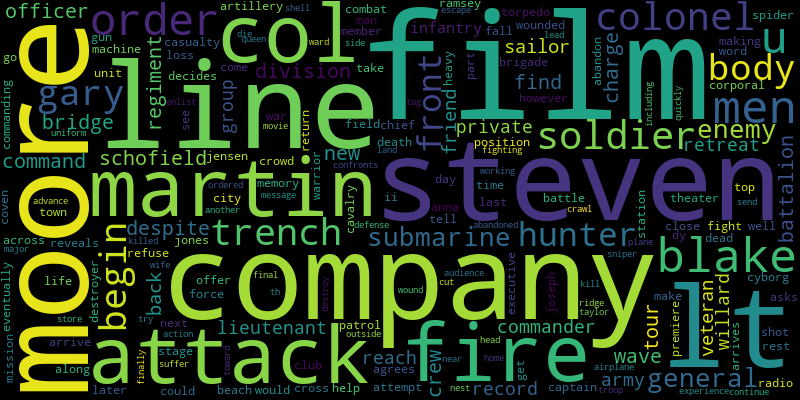 officer
order
artillery
combat
man
member
ramsey
infantry
escape
torpedo
shell
fall
wounded
lead
brigade
spider
moore
go
gun
machine
unit
casualty
loss
die
queen
ward
side
col
film
colonel
u
sailor
part
heavy
abandon
charge
making
word
gary
line
decides
regiment
see
group
division
come
take
war
movie
however
front
friend
find
corporal
including
quickly
body
men
commanding
bridge
uniform
enlist
field
chief
private
position
fighting
soldier
enemy
retreat
battalion
command
schofield
jensen
crowd
warrior
new
death
land
tag
return
steven
martin
city
memory
message
another
ordered
confronts
working
day
time
last
battle
theater
top
send
coven
advance
town
cavalry
ii
anna
tell
across
major
reveals
killed
despite
jones
trench
defense
submarine
abandoned
hunter
crawl
plane
station
close
fight
well
dy
dead
blake
eventually
destroyer
life
begin
wife
refuse
back
offer
force
final
th
company
audience
cut
sniper
executive
joseph
kill
ridge
taylor
lt
make
cyborg
asks
mission
store
arrive
along
try
next
action
stage
suffer
lieutenant
wound
destroy
patrol
outside
commander
tour
premiere
veteran
willard
arrives
shot
rest
later
finally
attack
could
toward
club
head
reach
agrees
near
crew
home
fire
get
nest
wave
airplane
army
general
radio
beach
would
cross
help
attempt
record
captain
troop
experience
continue